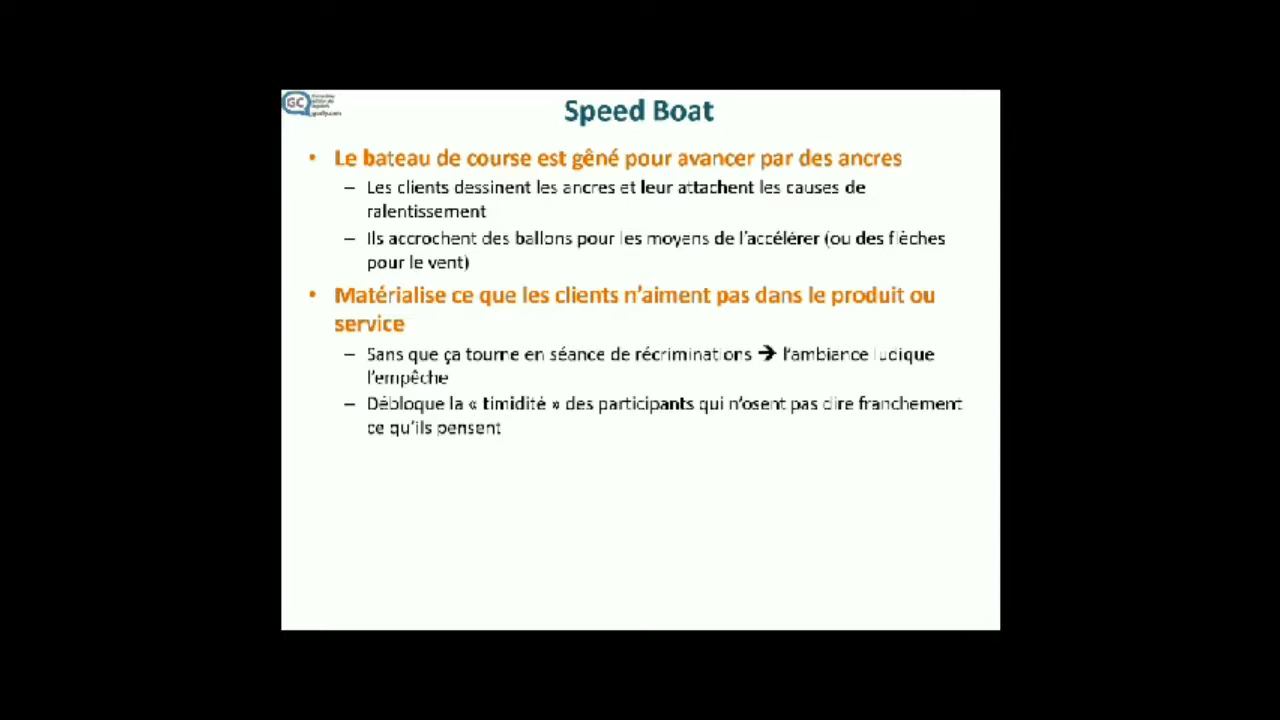 GC
Speed Boat
• Le bateau de course est gêné pour avancer par des ancres
– Les clients dessinent les ancres et leur attachent les causes de
ralentissement
– Ils accrochent des ballons pour les moyens de l'accélérer (ou des flèches
pour le vent)
• Matérialise ce que les clients n'aiment pas dans le produit ou
service
– Sans que ça tourne en séance de récriminations → l'ambiance ludique
l'empêche
– Débloque la « timidité » des participants qui n'osent pas dire franchement
ce qu'ils pensent